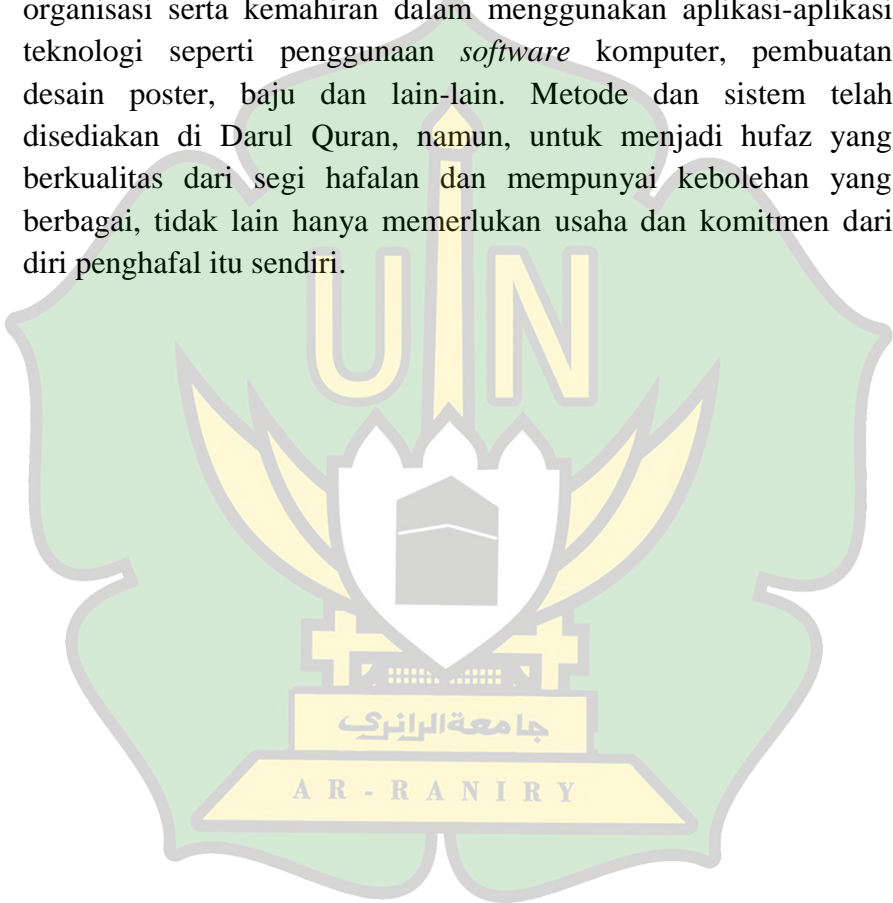 organisasi serta kemahiran dalam menggunakan aplikasi-aplikasi
teknologi seperti penggunaan software komputer, pembuatan
desain poster, baju dan lain-lain. Metode dan sistem telah
disediakan di Darul Quran, namun, untuk menjadi hufaz yang
berkualitas dari segi hafalan dan mempunyai kebolehan yang
berbagai, tidak lain hanya memerlukan usaha dan komitmen dari
diri penghafal itu sendiri.
UIN
جامعةالرانرک
AR-RANIRY